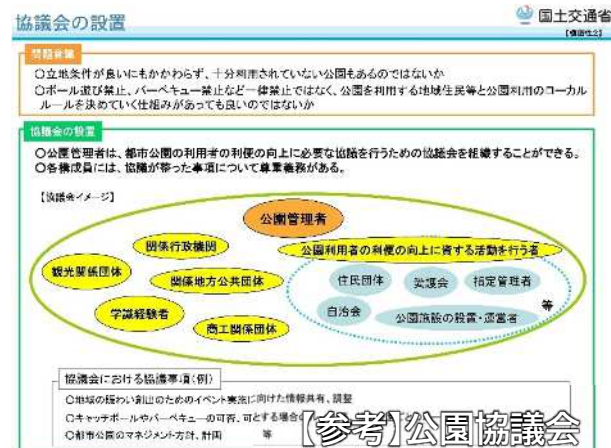 協議会の設置
国土交通省
問題意識
○立地条件が良いにもかかわらず、十分利用されていない公園もあるのではないか
○ボール遊び禁止、バーベキュー禁止など一律禁止ではなく、公園を利用する地域住民等と公園利用のローカル
ルールを決めていく仕組みがあっても良いのではないか
協議会の設置
○公園管理者は、都市公園の利用者の利便の向上に必要な協議を行うための協議会を組織することができる。
○各構成員には、協議が整った事項について尊重義務がある。
【協議会イメージ】
公園管理者
関係行政機関
公園利用者の利便の向上に資する活動を行う者
観光関係団体
関係地方公共団体
住民団体
愛護会
指定管理者
学識経験者
自治会
公園施設の設置・運営者
等
商工関係団体
協議会における協議事項(例)
○地域の賑わい創出のためのイベント実施に向けた情報共有、調整
○キャッチボールやバーベキューの可否、可とする場合の
○都市公園のマネジメント方針、計画 等
【参考】公園協議会